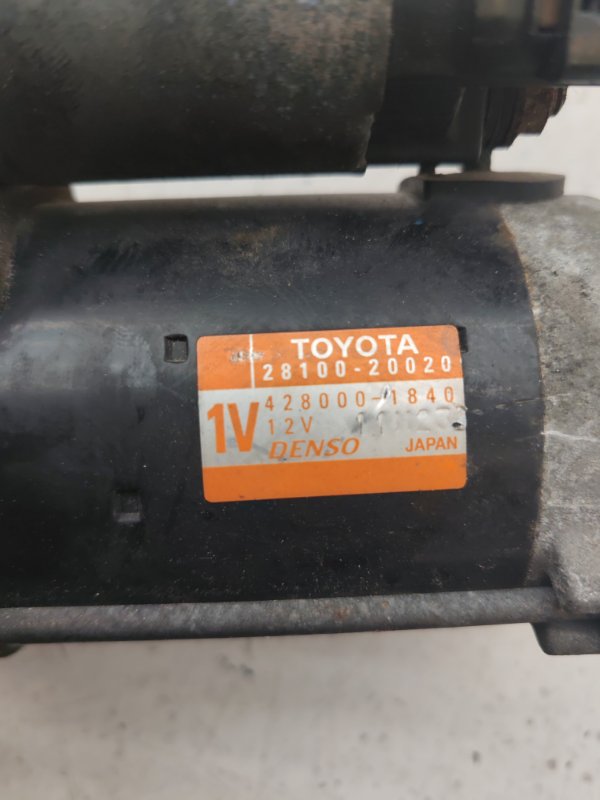 TOYOTA
28100-20020
1V 428000-1840
12V
DENSO JAPAN